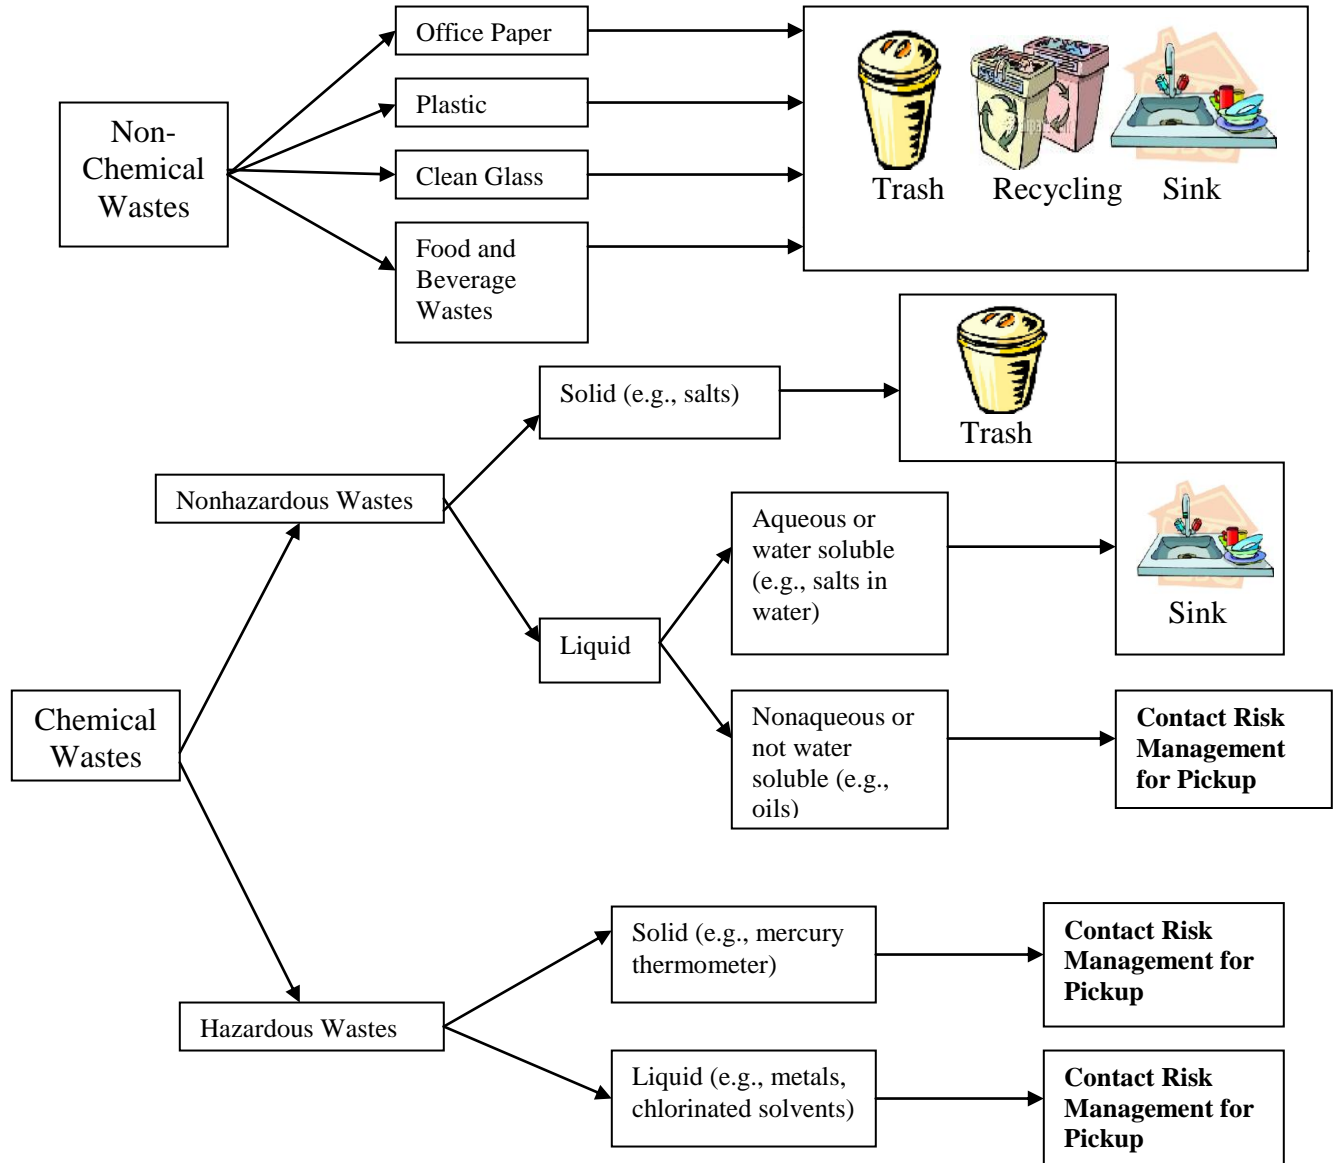 Office Paper
Plastic
Non-
Chemical
Wastes
Clean Glass
Food and
Beverage
Wastes
Trash
Recycling
Sink
Solid (e.g., salts)
Trash
Nonhazardous Wastes
Aqueous or
water soluble
(e.g., salts in
water)
Sink
Liquid
Chemical
Wastes
Nonaqueous or
not water
soluble (e.g.,
oils)
Contact Risk
Management
for Pickup
Solid (e.g., mercury
thermometer)
Contact Risk
Management for
Pickup
Hazardous Wastes
Liquid (e.g., metals,
chlorinated solvents)
Contact Risk
Management for
Pickup